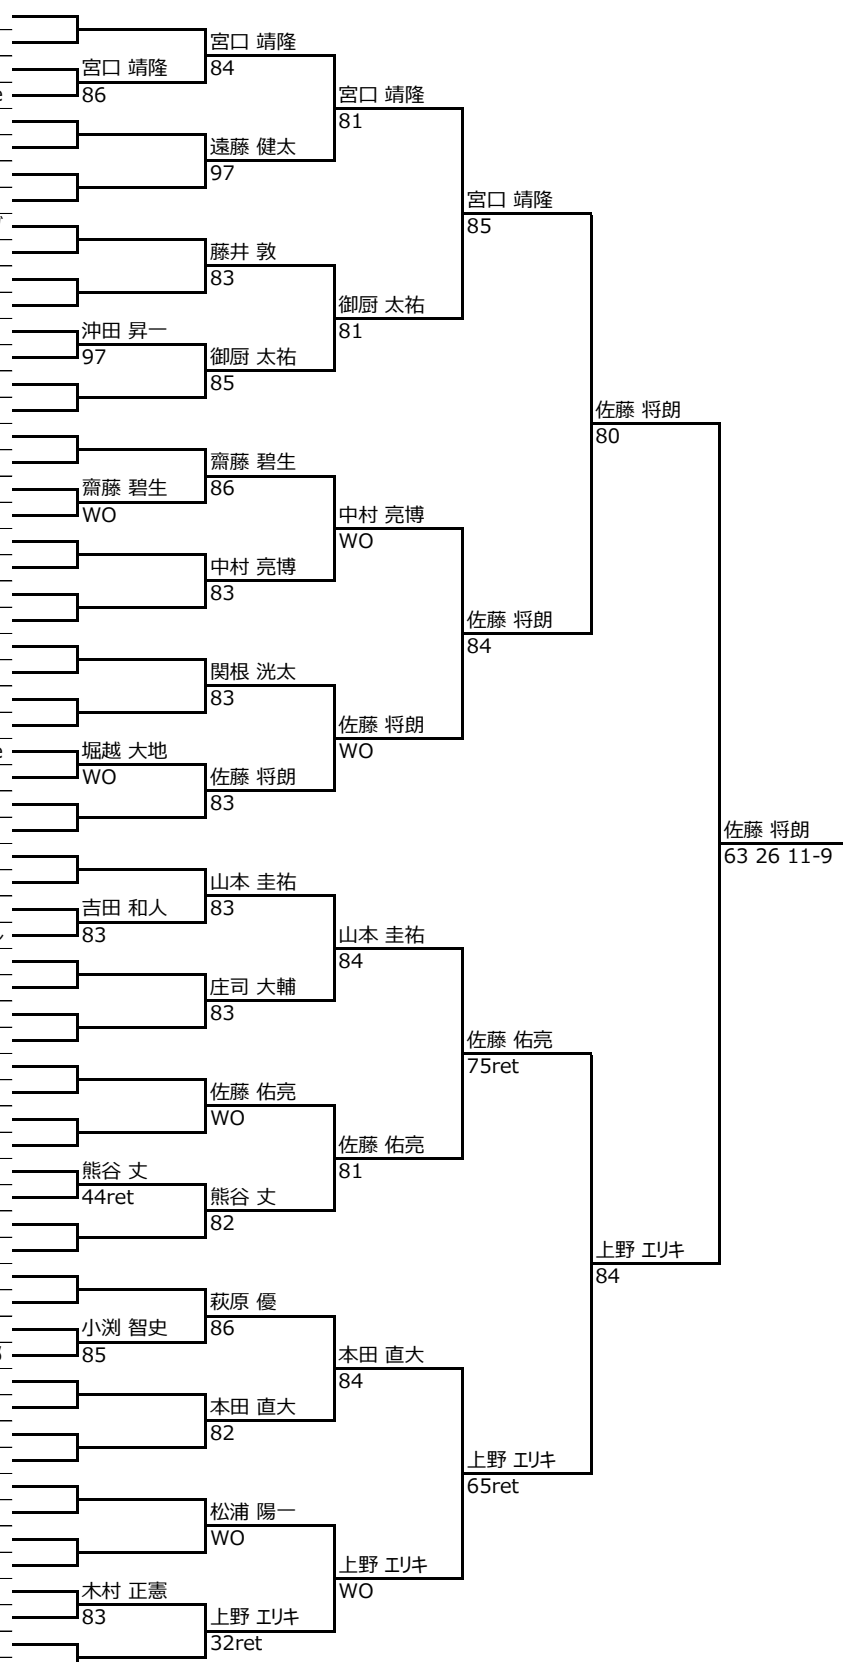 宮口 靖隆
84
宮口 靖隆
86
宮口 靖隆
81
遠藤 健太
97
宮口 靖隆
85
藤井 敦
83
御厨 太祐
81
沖田 昇一
97
御厨 太祐
85
佐藤 将朗
80
齋藤 碧生
86
齋藤 碧生
WO
中村 亮博
WO
中村 亮博
83
佐藤 将朗
84
関根 洸太
83
佐藤 将朗
WO
堀越 大地
WO
佐藤 将朗
83
佐藤 将朗
63 26 11-9
山本 圭祐
83
吉田 和人
83
山本 圭祐
84
庄司 大輔
83
佐藤 佑亮
75ret
佐藤 佑亮
WO
佐藤 佑亮
81
熊谷 丈
44ret
熊谷 丈
82
上野 エリキ
84
萩原 優
86
小渕 智史
85
本田 直大
84
本田 直大
82
上野 エリキ
65ret
松浦 陽一
WO
上野 エリキ
WO
木村 正憲
83
上野 エリキ
32ret